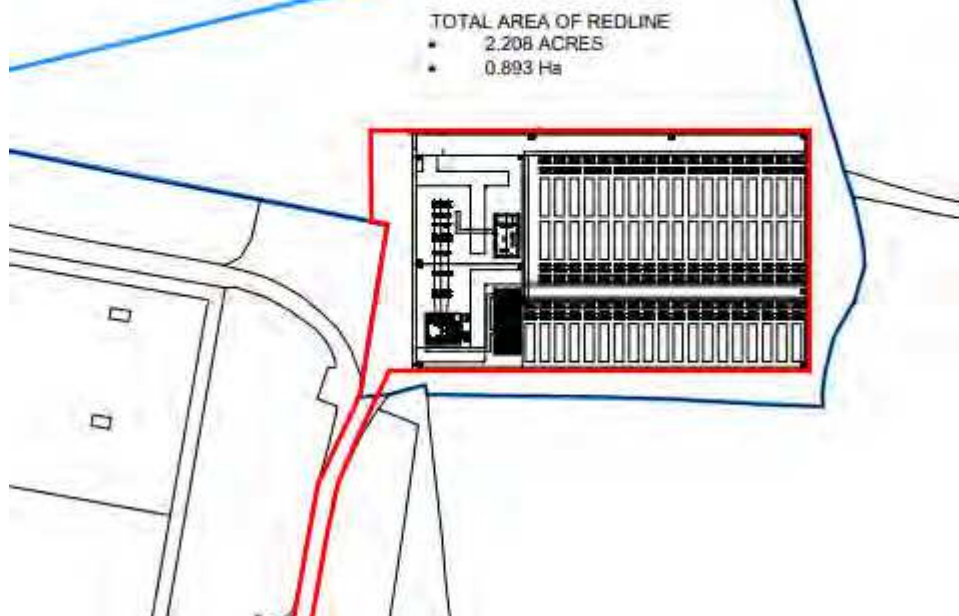 TOTAL AREA OF REDLINE
• 2.208 ACRES
• 0.893 Ha